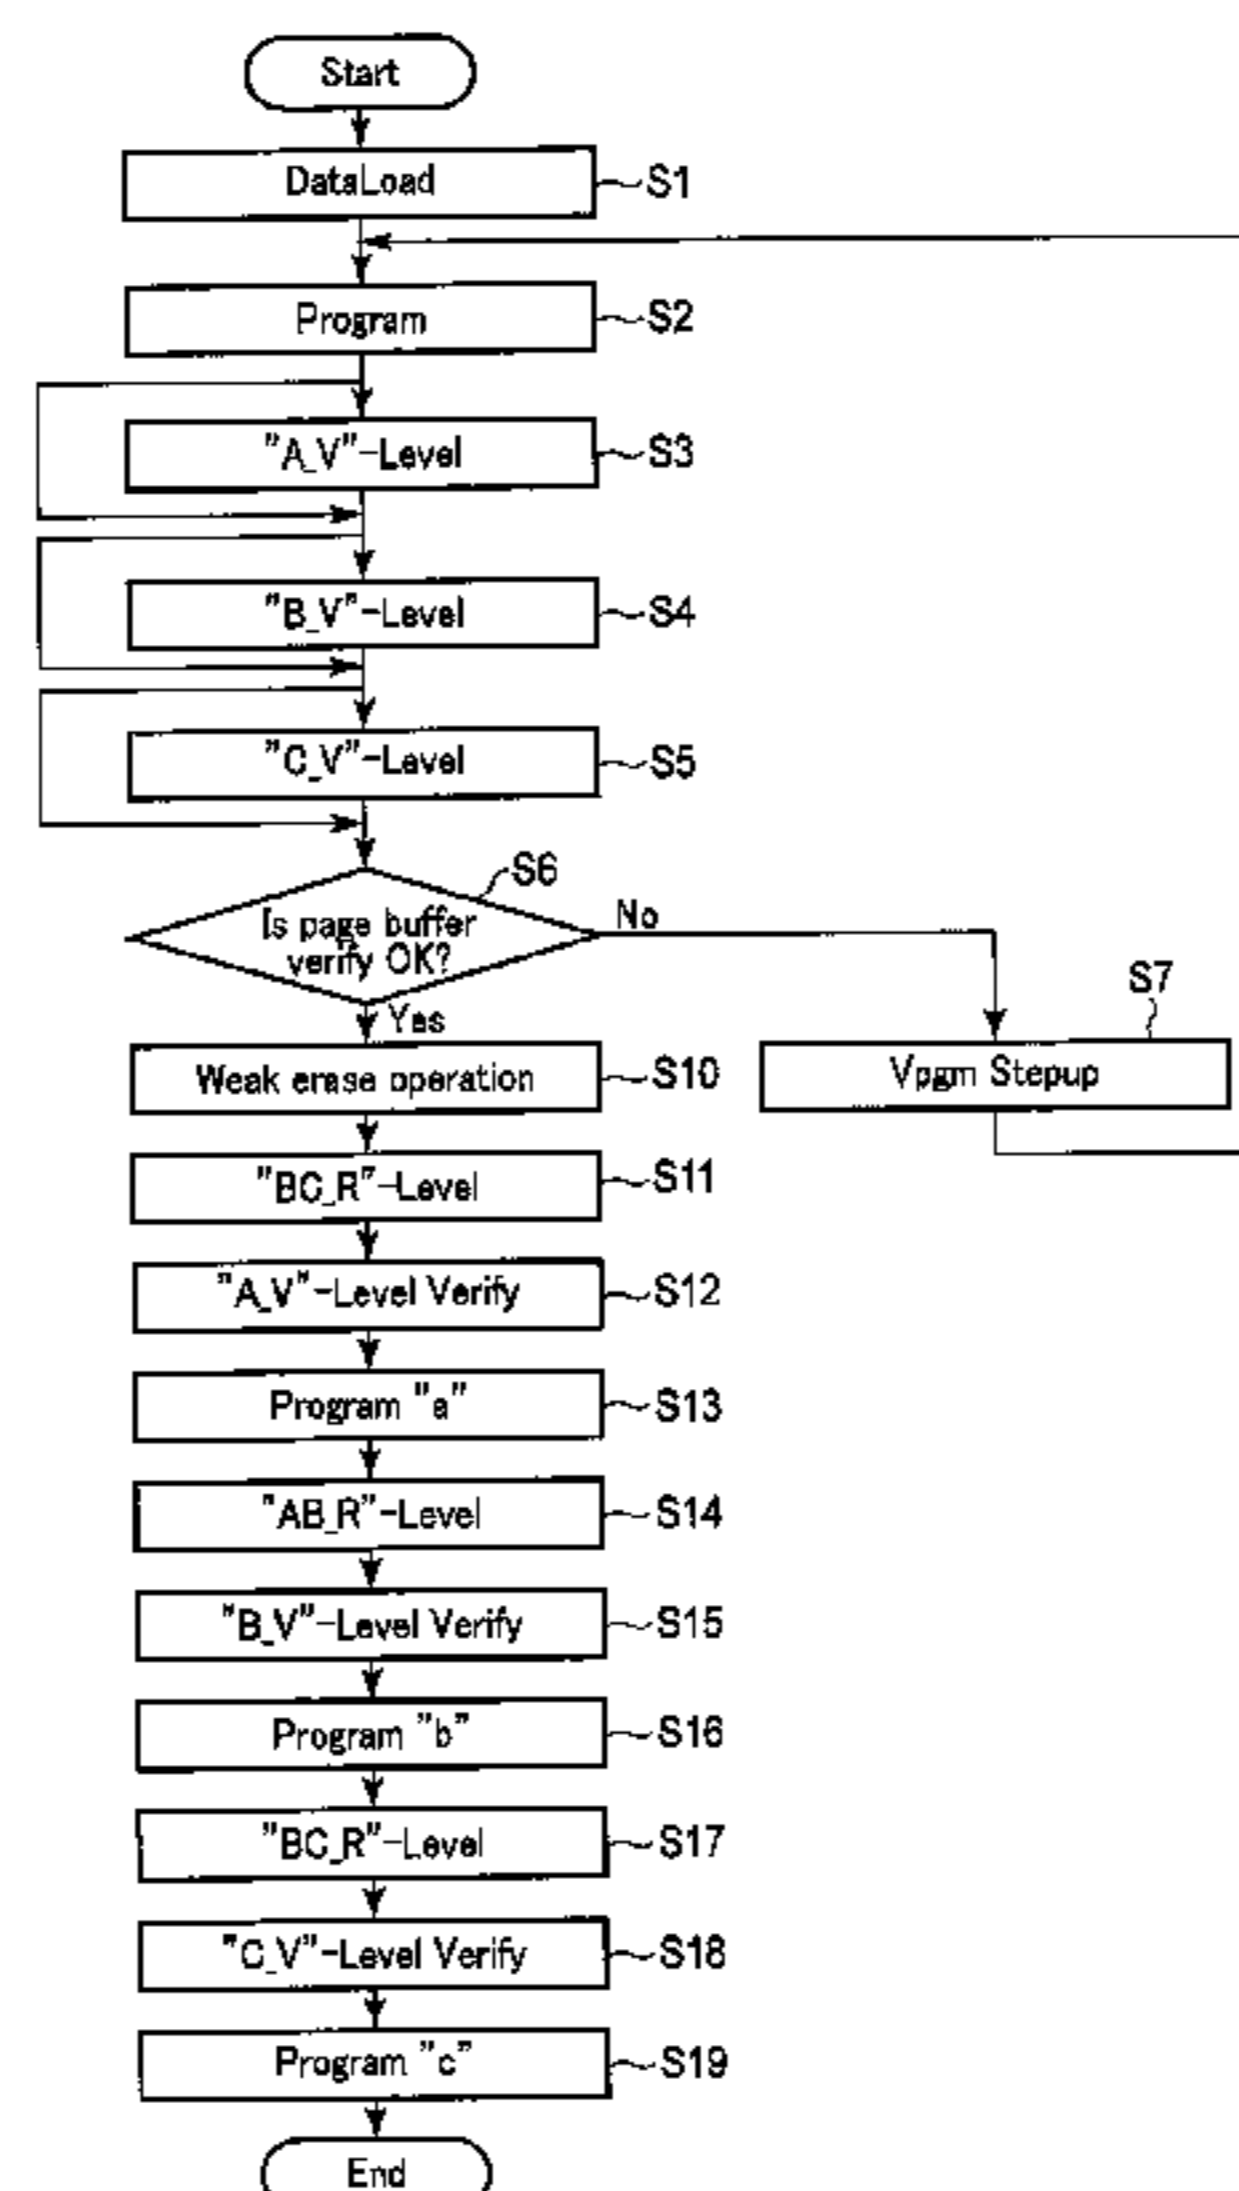 Start
DataLoad
S1
Program
S2
"A_V"-Level
S3
"B_V"-Level
S4
"C_V"-Level
S5
S6
Is page buffer
verify OK?
No
Yes
S7
Vpgm Stepup
Weak erase operation
S10
"BC_R"-Level
S11
"A_V"-Level Verify
S12
Program "a"
S13
"AB_R"-Level
S14
"B_V"-Level Verify
S15
Program "b"
S16
"BC_R"-Level
S17
"C_V"-Level Verify
S18
Program "c"
S19
End